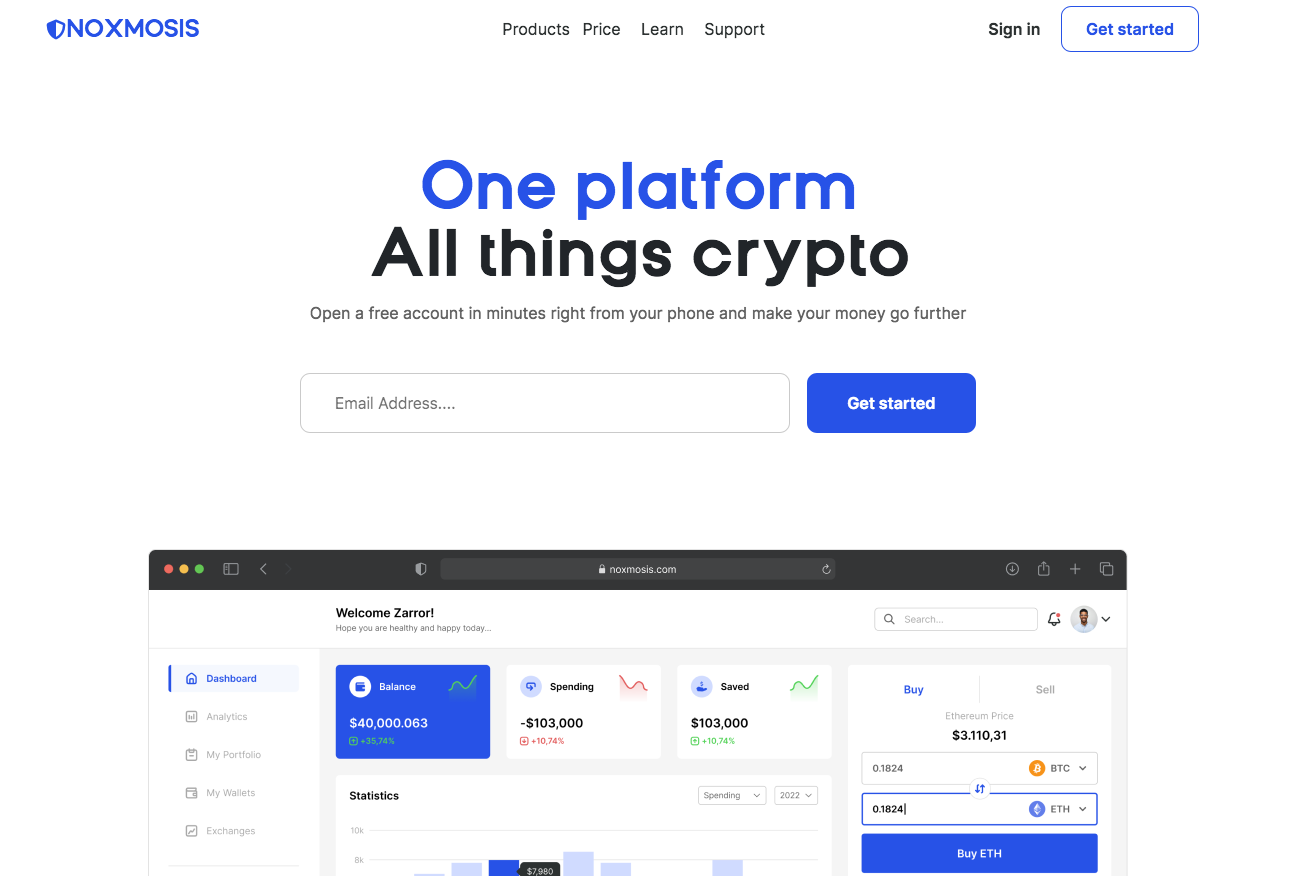 NOXMOSIS
Products Price Learn Support
Sign in
Get started
One platform
All things crypto
Open a free account in minutes right from your phone and make your money go further
Email Address....
Get started
noxmosis.com
Welcome Zarror!
Hope you are healthy and happy today...
Search...
Dashboard
Analytics
My Portfolio
My Wallets
Exchanges
Balance
$40,000.063
+35,74%
Spending
-$103,000
+10,74%
Saved
$103,000
+10,74%
Statistics
Spending
2022
10k
8k
$7,980
Buy
Sell
Ethereum Price
$3.110,31
0.1824
BTC
0.1824
ETH
Buy ETH